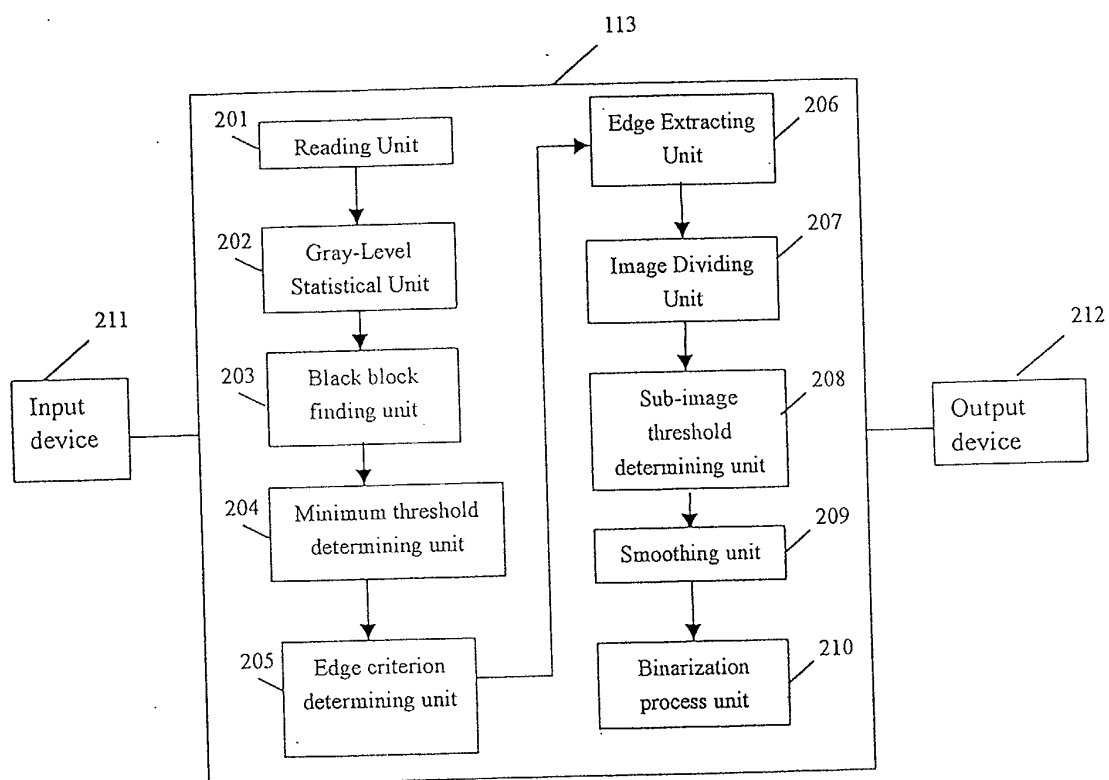 113
201
Reading Unit
202
Gray-Level
Statistical Unit
203
Black block
finding unit
204
Minimum threshold
determining unit
205
Edge criterion
determining unit
206
Edge Extracting
Unit
207
Image Dividing
Unit
208
Sub-image
threshold
determining unit
209
Smoothing unit
210
Binarization
process unit
211
Input
device
212
Output
device